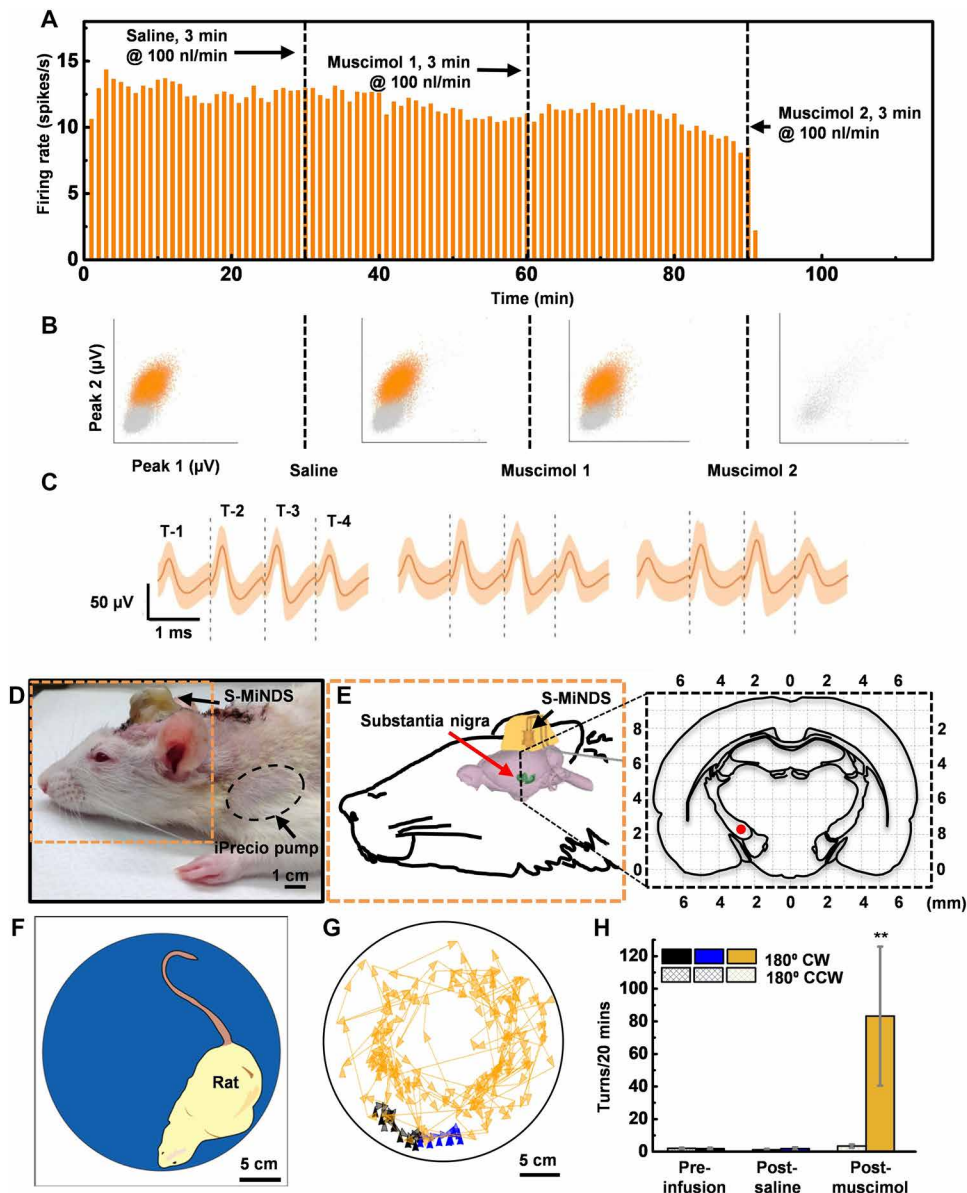 A
Firing rate (spikes/s)
18
15
10
5
0
Saline, 3 min
@ 100 nl/min
Muscimol 1, 3 min
@ 100 nl/min
Muscimol 2, 3 min
@ 100 nl/min
0 20 40 60 80 100
Time (min)
B
Peak 2 (µV)
Peak 1 (µV)
Saline
Muscimol 1
Muscimol 2
C
T-1
T-2
T-3
T-4
50 µV
1 ms
D
S-MiNDS
iPrecio pump
1 cm
E
S-MiNDS
Substantia nigra
6 4 2 0 2 4 6
6
4
2
0
2
4
6
8
0
6 4 2 0 2 4 6 (mm)
F
Rat
5 cm
G
5 cm
H
Turns/20 mins
120
100
80
60
40
20
0
180º CW
180º CCW
**
Pre-
infusion
Post-
saline
Post-
muscimol